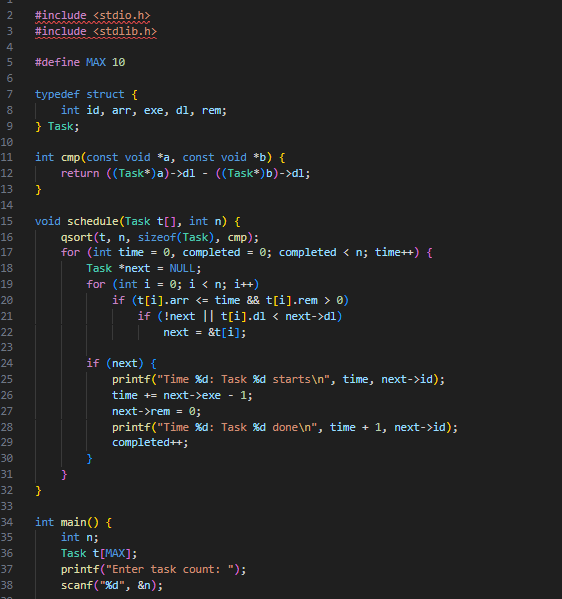 2 #include <stdio.h>
3 #include <stdlib.h>
4
5 #define MAX 10
6
7 typedef struct {
8     int id, arr, exe, dl, rem;
9 } Task;
10
11 int cmp(const void *a, const void *b) {
12     return ((Task*)a)->dl - ((Task*)b)->dl;
13 }
14
15 void schedule(Task t[], int n) {
16     qsort(t, n, sizeof(Task), cmp);
17     for (int time = 0, completed = 0; completed < n; time++) {
18         Task *next = NULL;
19         for (int i = 0; i < n; i++)
20             if (t[i].arr <= time && t[i].rem > 0)
21                 if (!next || t[i].dl < next->dl)
22                     next = &t[i];
23
24         if (next) {
25             printf("Time %d: Task %d starts\n", time, next->id);
26             time += next->exe - 1;
27             next->rem = 0;
28             printf("Time %d: Task %d done\n", time + 1, next->id);
29             completed++;
30         }
31     }
32 }
33
34 int main() {
35     int n;
36     Task t[MAX];
37     printf("Enter task count: ");
38     scanf("%d", &n);